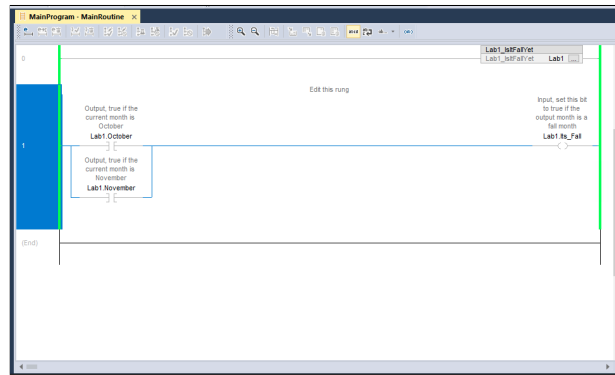 MainProgram - MainRoutine
0
Lab1_IsItFallYet
Lab1_IsItFallYet Lab1 ...
Edit this rung
1
Output, true if the
current month is
October
Lab1.October
Input, set this bit
to true if the
output month is a
fall month
Lab1.Its_Fall
Output, true if the
current month is
November
Lab1.November
(End)